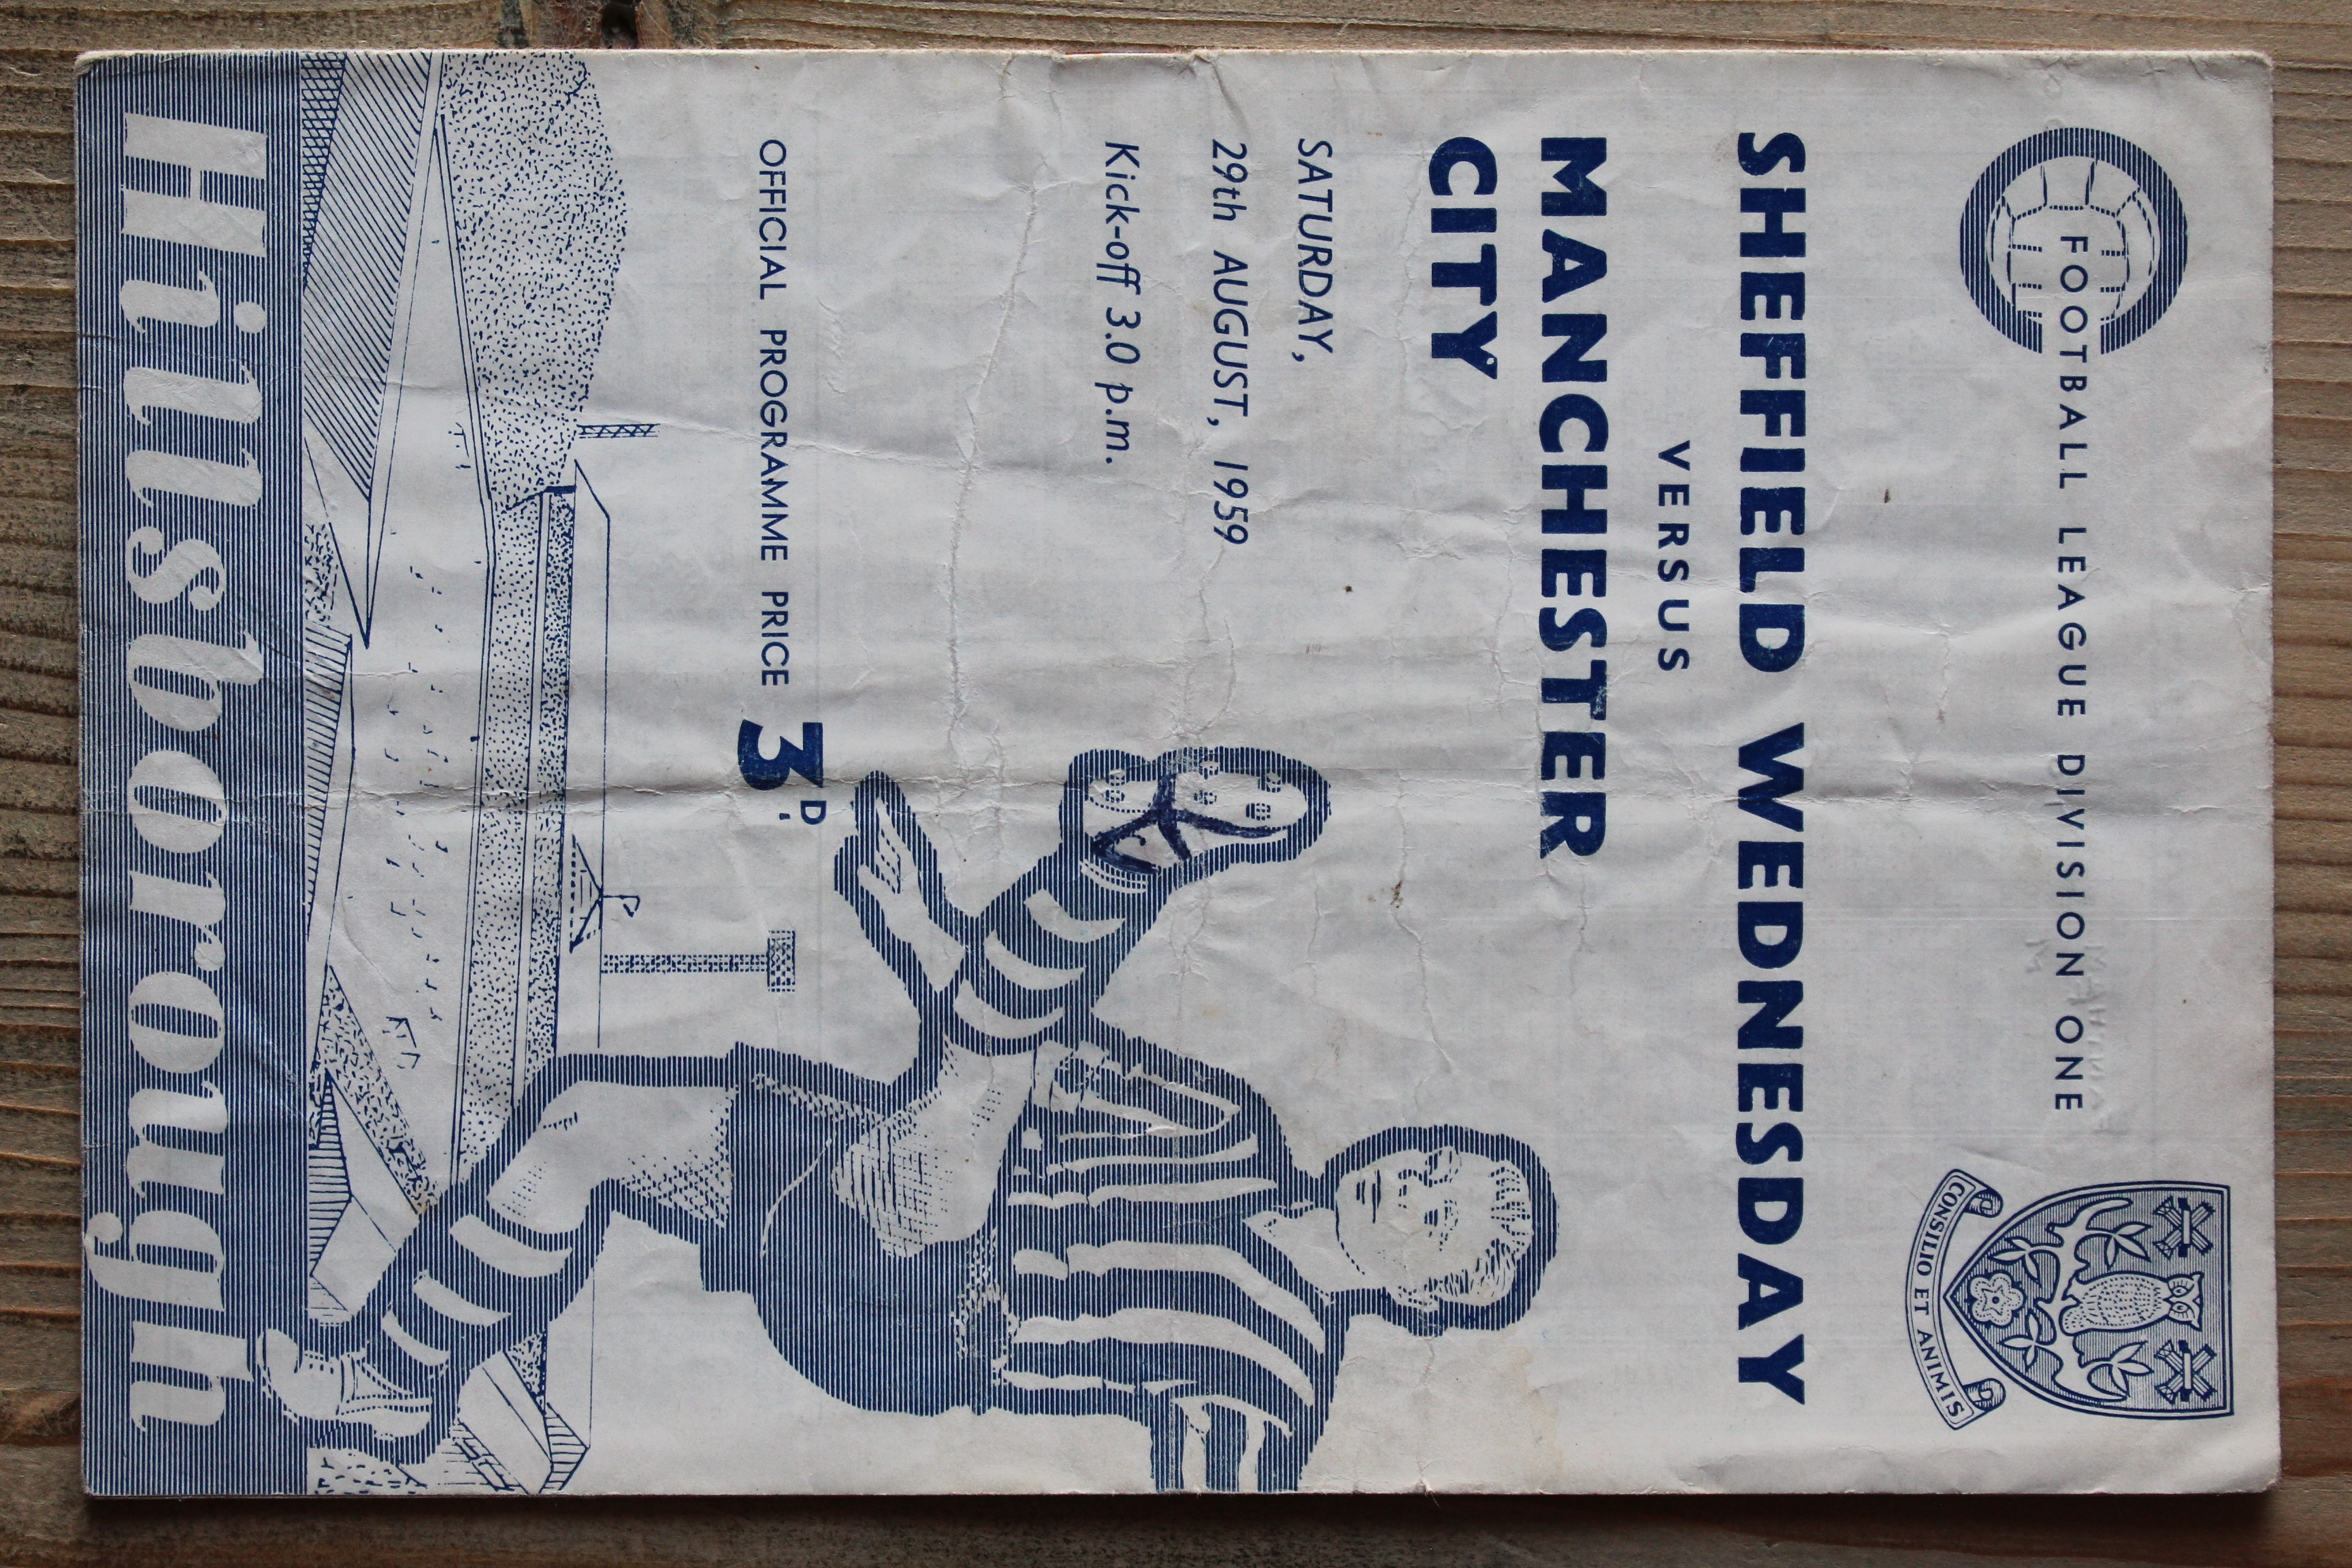 FOOTBALL LEAGUE DIVISION ONE
CONSILIO ET ANIMIS
SHEFFIELD WEDNESDAY
VERSUS
MANCHESTER
CITY
SATURDAY,
29th AUGUST, 1959
Kick-off 3.0 p.m.
OFFICIAL PROGRAMME PRICE 3D.
Hillsborough